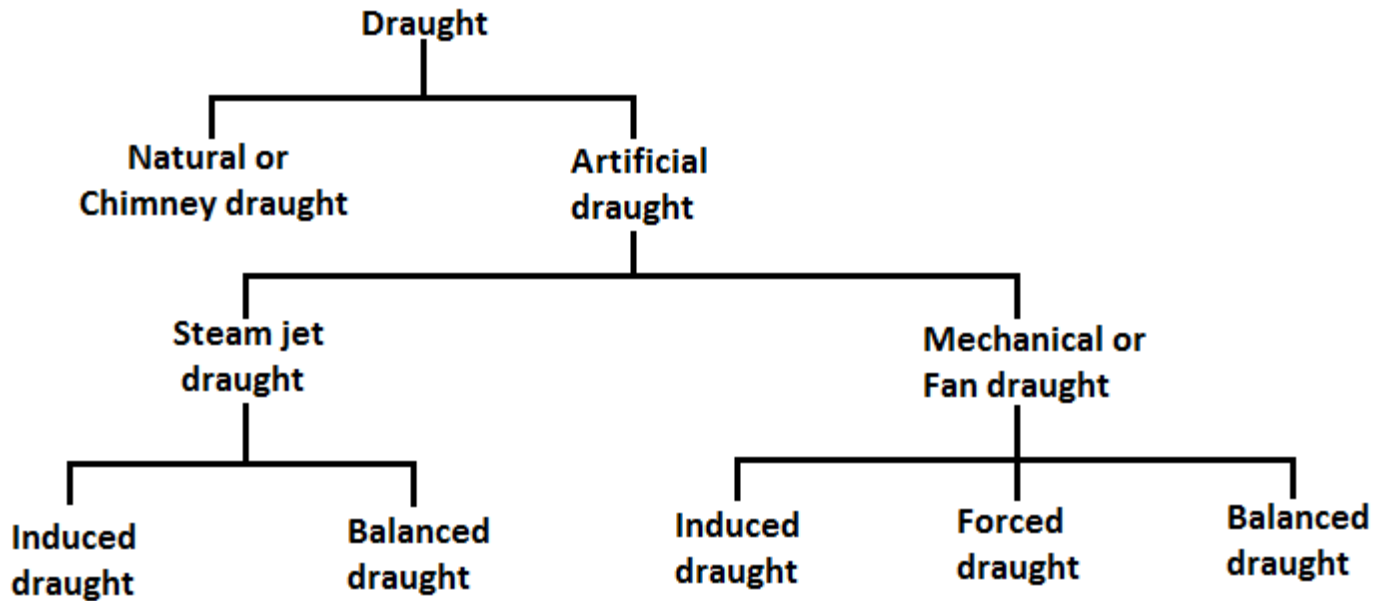 Draught
Natural or
Chimney draught
Artificial
draught
Steam jet
draught
Mechanical or
Fan draught
Induced
draught
Balanced
draught
Induced
draught
Forced
draught
Balanced
draught